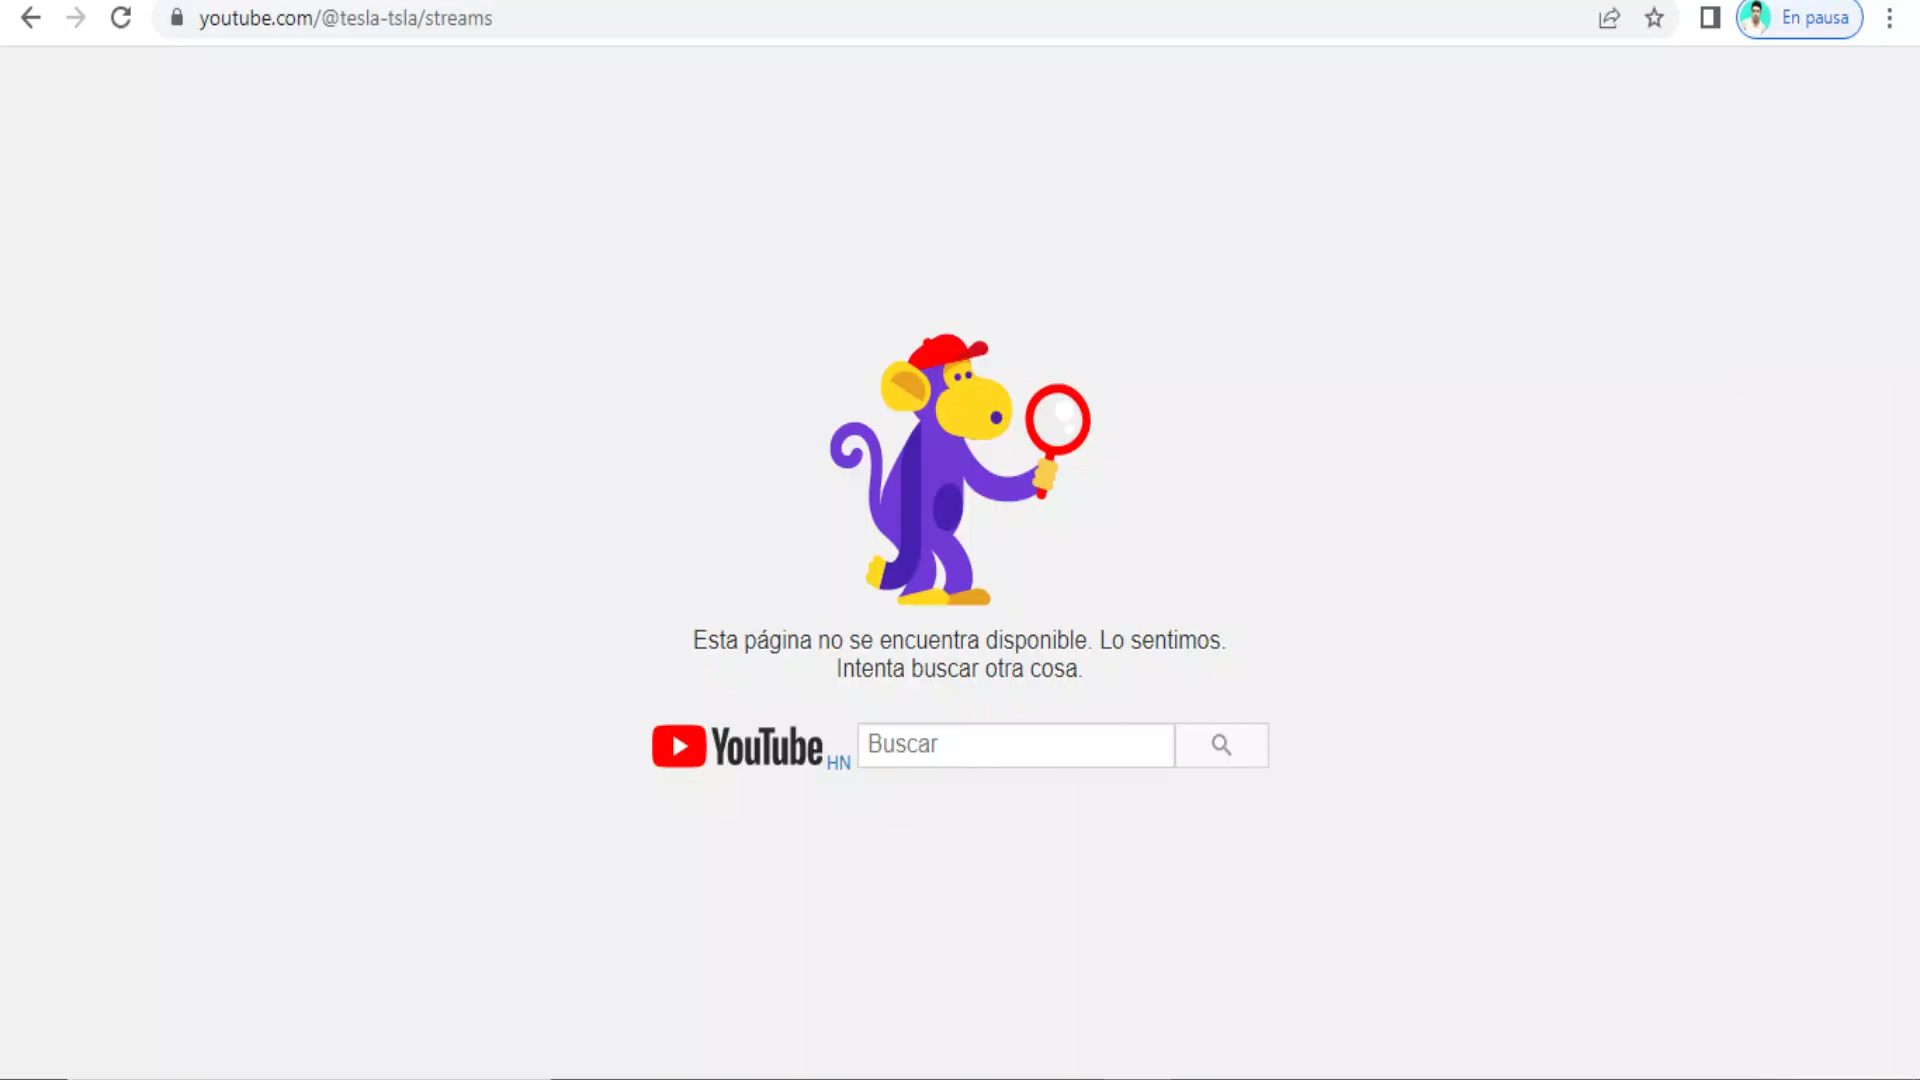 youtube.com/@tesla-tsla/streams
En pausa
Esta página no se encuentra disponible. Lo sentimos.
Intenta buscar otra cosa.
YouTube HN
Buscar